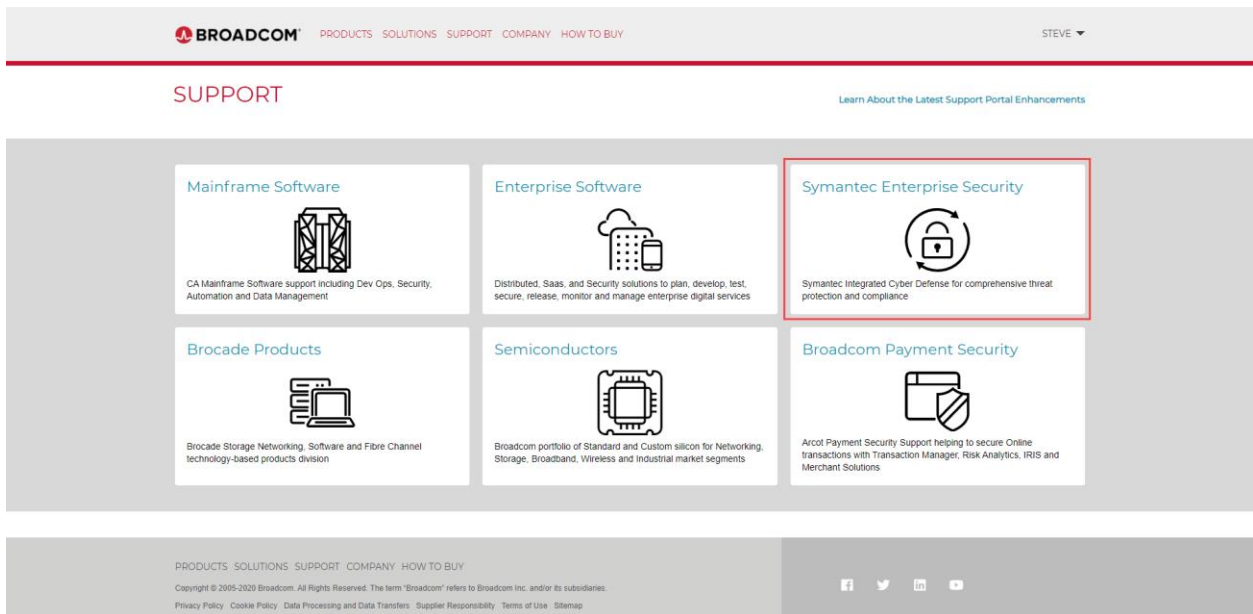 BROADCOM® PRODUCTS SOLUTIONS SUPPORT COMPANY HOW TO BUY STEVE
SUPPORT
Learn About the Latest Support Portal Enhancements
Mainframe Software
CA Mainframe Software support including Dev Ops, Security,
Automation and Data Management
Enterprise Software
Distributed, Saas, and Security solutions to plan, develop, test,
secure, release, monitor and manage enterprise digital services
Symantec Enterprise Security
Symantec Integrated Cyber Defense for comprehensive threat
protection and compliance
Brocade Products
Brocade Storage Networking, Software and Fibre Channel
technology-based products division
Semiconductors
Broadcom portfolio of Standard and Custom silicon for Networking,
Storage, Broadband, Wireless and Industrial market segments
Broadcom Payment Security
Arcot Payment Security Support helping to secure Online
transactions with Transaction Manager, Risk Analytics, IRIS and
Merchant Solutions
PRODUCTS SOLUTIONS SUPPORT COMPANY HOW TO BUY
Copyright © 2005-2020 Broadcom. All Rights Reserved. The term "Broadcom" refers to Broadcom Inc. and/or its subsidiaries.
Privacy Policy Cookie Policy Data Processing and Data Transfers Supplier Responsibility Terms of Use Sitemap